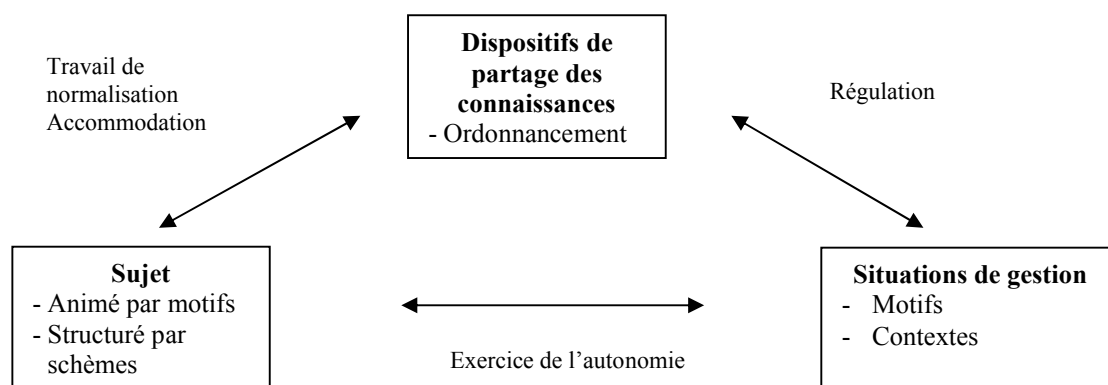 Dispositifs de
partage des
connaissances
- Ordonnancement
Travail de
normalisation
Accommodation
Régulation
Sujet
- Animé par motifs
- Structuré par
schèmes
Situations de gestion
- Motifs
- Contextes
Exercice de l’autonomie